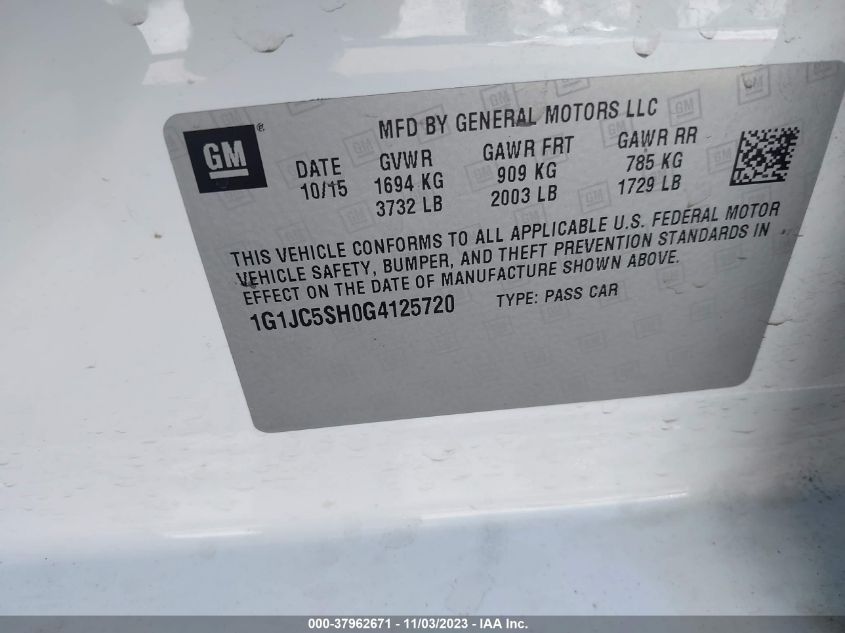 MFD BY GENERAL MOTORS LLC
GM®
DATE GVWR GAWR FRT GAWR RR
10/15 1694 KG 909 KG 785 KG
3732 LB 2003 LB 1729 LB
THIS VEHICLE CONFORMS TO ALL APPLICABLE U.S. FEDERAL MOTOR
VEHICLE SAFETY, BUMPER, AND THEFT PREVENTION STANDARDS IN
EFFECT ON THE DATE OF MANUFACTURE SHOWN ABOVE.
1G1JC5SH0G4125720 TYPE: PASS CAR
000-37962671 - 11/03/2023 - IAA Inc.